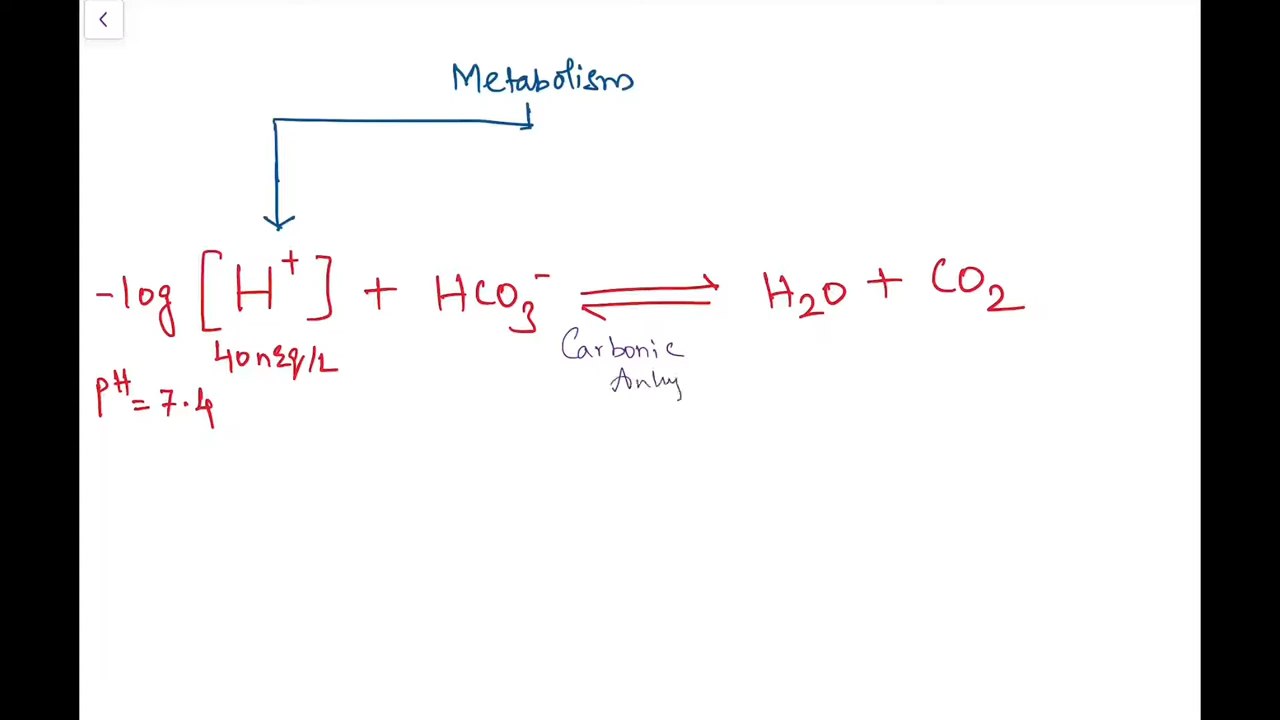 Metabolism
-log [H⁺] + HCO₃⁻ ⇌ H₂O + CO₂
40nEq/L
Carbonic
Anhy
pH = 7.4